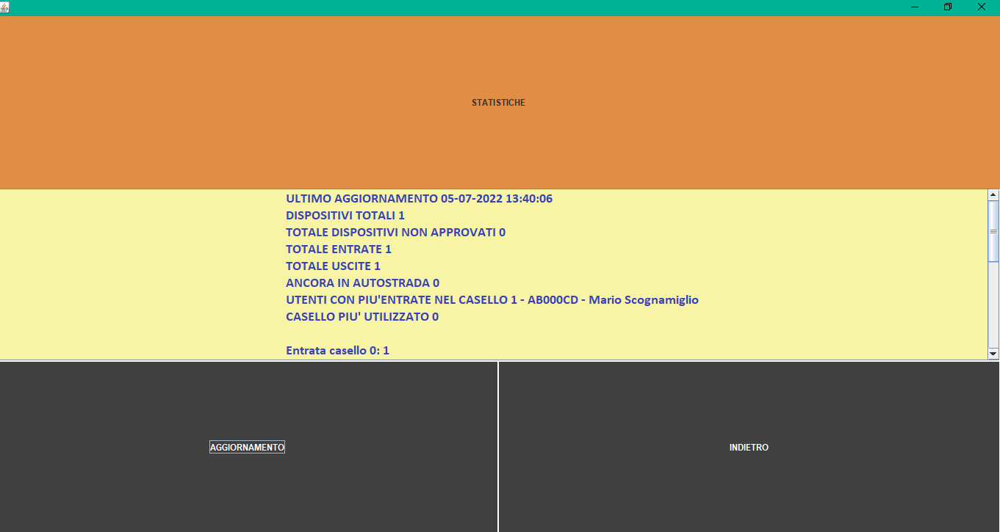 STATISTICHE
ULTIMO AGGIORNAMENTO 05-07-2022 13:40:06
DISPOSITIVI TOTALI 1
TOTALE DISPOSITIVI NON APPROVATI 0
TOTALE ENTRATE 1
TOTALE USCITE 1
ANCORA IN AUTOSTRADA 0
UTENTI CON PIU'ENTRATE NEL CASELLO 1 - AB000CD - Mario Scognamiglio
CASELLO PIU' UTILIZZATO 0
Entrata casello 0: 1
AGGIORNAMENTO
INDIETRO